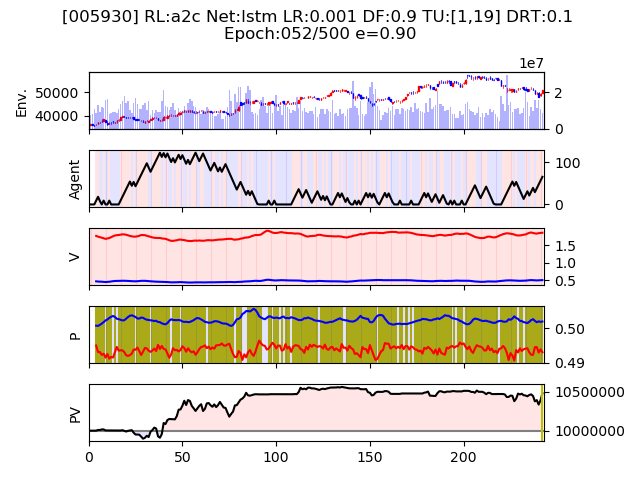 [005930] RL:a2c Net:lstm LR:0.001 DF:0.9 TU:[1,19] DRT:0.1
Epoch:052/500 e=0.90
1e7
Env.
50000
40000
2
0
Agent
100
0
V
1.5
1.0
0.5
P
0.50
0.49
PV
10500000
10000000
0
50
100
150
200